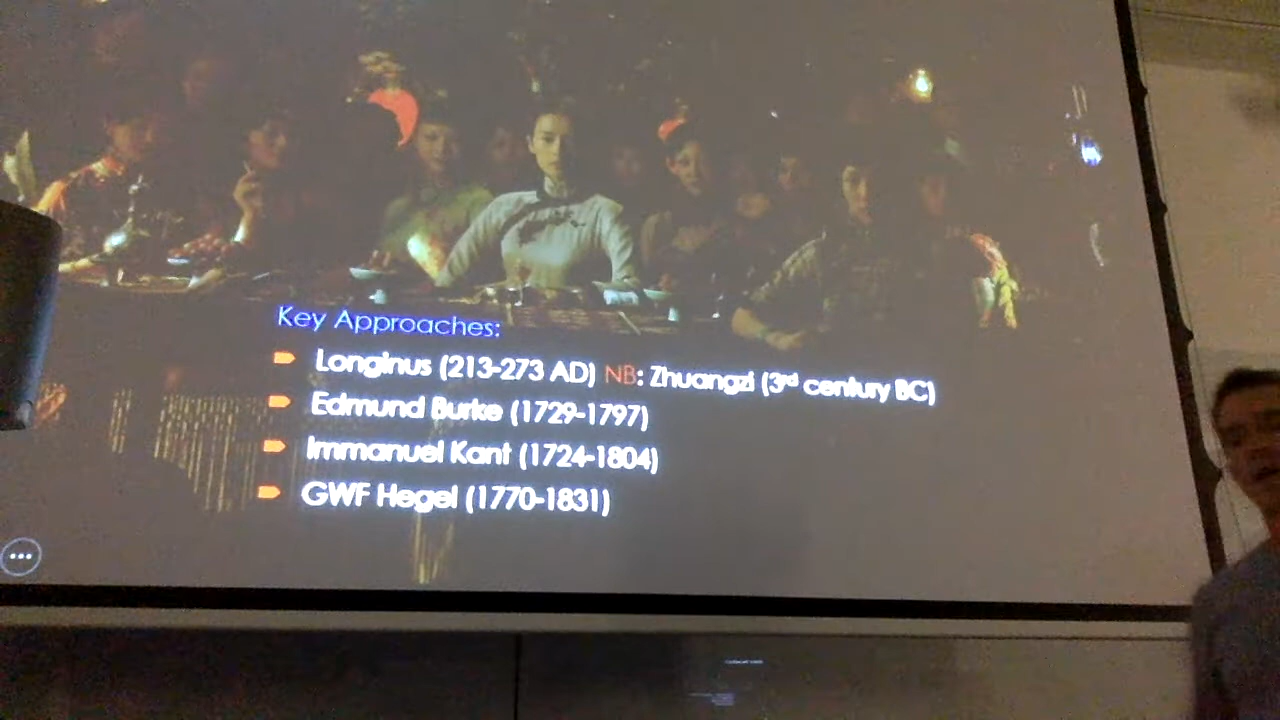 Key Approaches:
Longinus (213-273 AD) NB: Zhuangzi (3rd century BC)
Edmund Burke (1729-1797)
Immanuel Kant (1724-1804)
GWF Hegel (1770-1831)